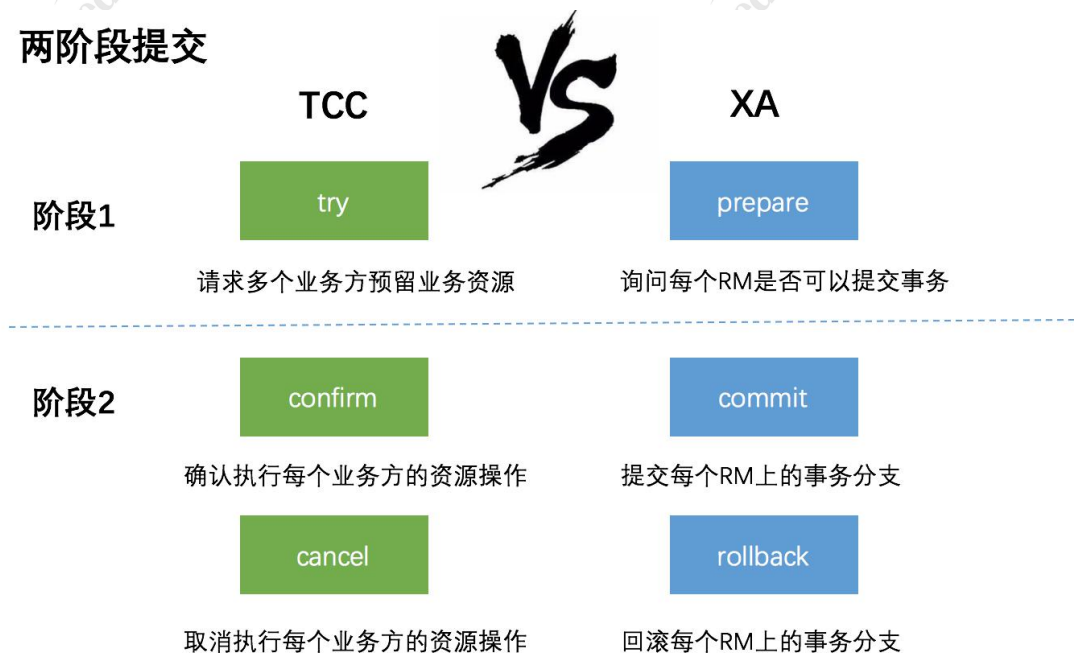 两阶段提交
VS
TCC
XA
阶段1
try
prepare
请求多个业务方预留业务资源
询问每个RM是否可以提交事务
阶段2
confirm
commit
确认执行每个业务方的资源操作
提交每个RM上的事务分支
cancel
rollback
取消执行每个业务方的资源操作
回滚每个RM上的事务分支